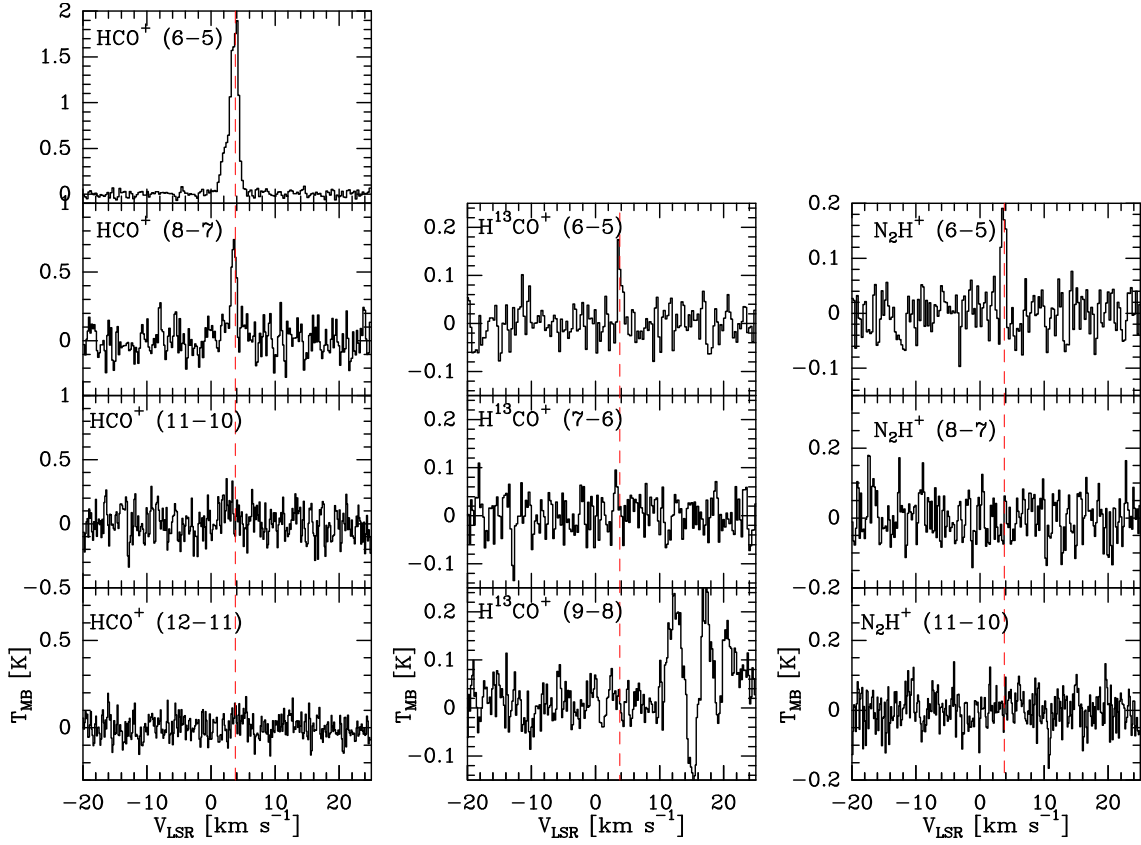 2
HCO+ (6−5)
1.5
1
0.5
0
1
HCO+ (8−7)
0.5
0
1
HCO+ (11−10)
0.5
0
−0.5
HCO+ (12−11)
0.5
0
TMB [K]
−20 −10 0 10 20
VLSR [km s−1]
H13CO+ (6−5)
0.2
0.1
0
−0.1
H13CO+ (7−6)
0.2
0.1
0
−0.1
H13CO+ (9−8)
0.2
0.1
0
−0.1
TMB [K]
−20 −10 0 10 20
VLSR [km s−1]
0.2
N2H+ (6−5)
0.1
0
−0.1
N2H+ (8−7)
0.2
0
−0.2
N2H+ (11−10)
0.2
0
−0.2
TMB [K]
−20 −10 0 10 20
VLSR [km s−1]